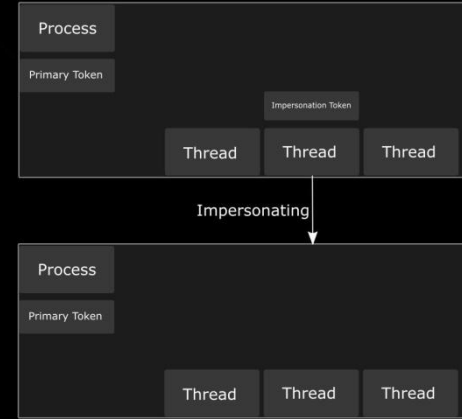 Process
Primary Token
Impersonation Token
Thread Thread Thread
Impersonating
Process
Primary Token
Thread Thread Thread